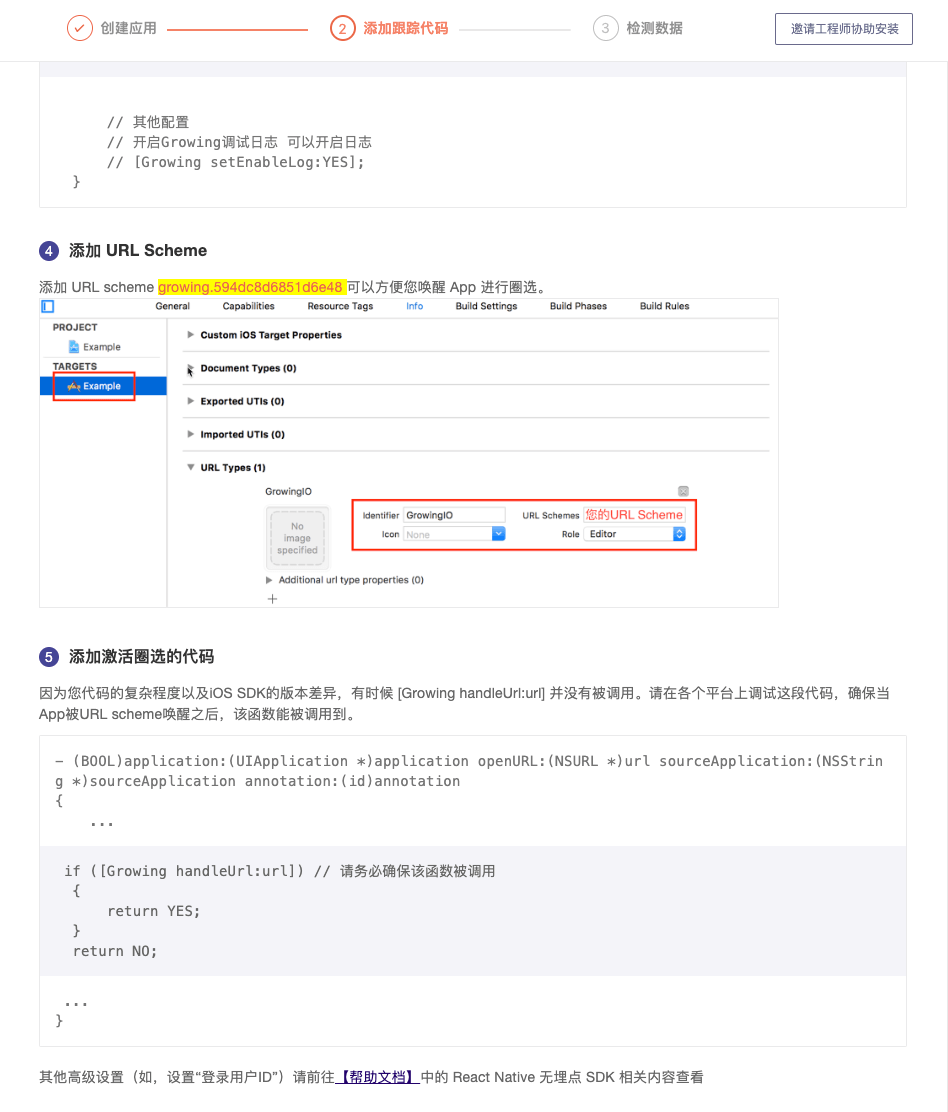 创建应用
2 添加跟踪代码
3 检测数据
邀请工程师协助安装
// 其他配置
// 开启Growing调试日志 可以开启日志
// [Growing setEnableLog:YES];
}
4 添加 URL Scheme
添加 URL scheme growing.594dc8d6851d6e48 可以方便您唤醒 App 进行圈选。
General Capabilities Resource Tags Info Build Settings Build Phases Build Rules
PROJECT
Example
TARGETS
Example
Custom iOS Target Properties
Document Types (0)
Exported UTIs (0)
Imported UTIs (0)
URL Types (1)
GrowingIO
No
image
specified
Identifier GrowingIO URL Schemes 您的URL Scheme
Icon None Role Editor
Additional url type properties (0)
+
5 添加激活圈选的代码
因为您代码的复杂程度以及iOS SDK的版本差异，有时候 [Growing handleUrl:url] 并没有被调用。请在各个平台上调试这段代码，确保当
App被URL scheme唤醒之后，该函数能被调用到。
- (BOOL)application:(UIApplication *)application openURL:(NSURL *)url sourceApplication:(NSStrin
g *)sourceApplication annotation:(id)annotation
{
...
if ([Growing handleUrl:url]) // 请务必确保该函数被调用
{
return YES;
}
return NO;
...
}
其他高级设置（如，设置“登录用户ID”）请前往【帮助文档】中的 React Native 无埋点 SDK 相关内容查看